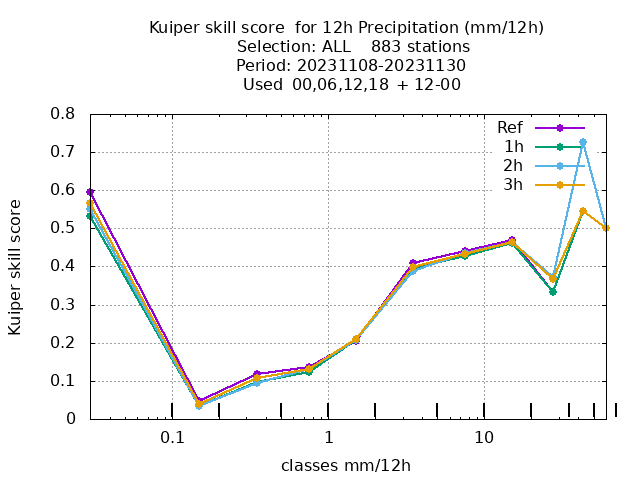 Kuiper skill score  for 12h Precipitation (mm/12h)
Selection: ALL    883 stations
Period: 20231108-20231130
Used  00,06,12,18  + 12-00
Ref
1h
2h
3h
0.8
0.7
0.6
0.5
0.4
0.3
0.2
0.1
0
Kuiper skill score
0.1
1
10
classes mm/12h